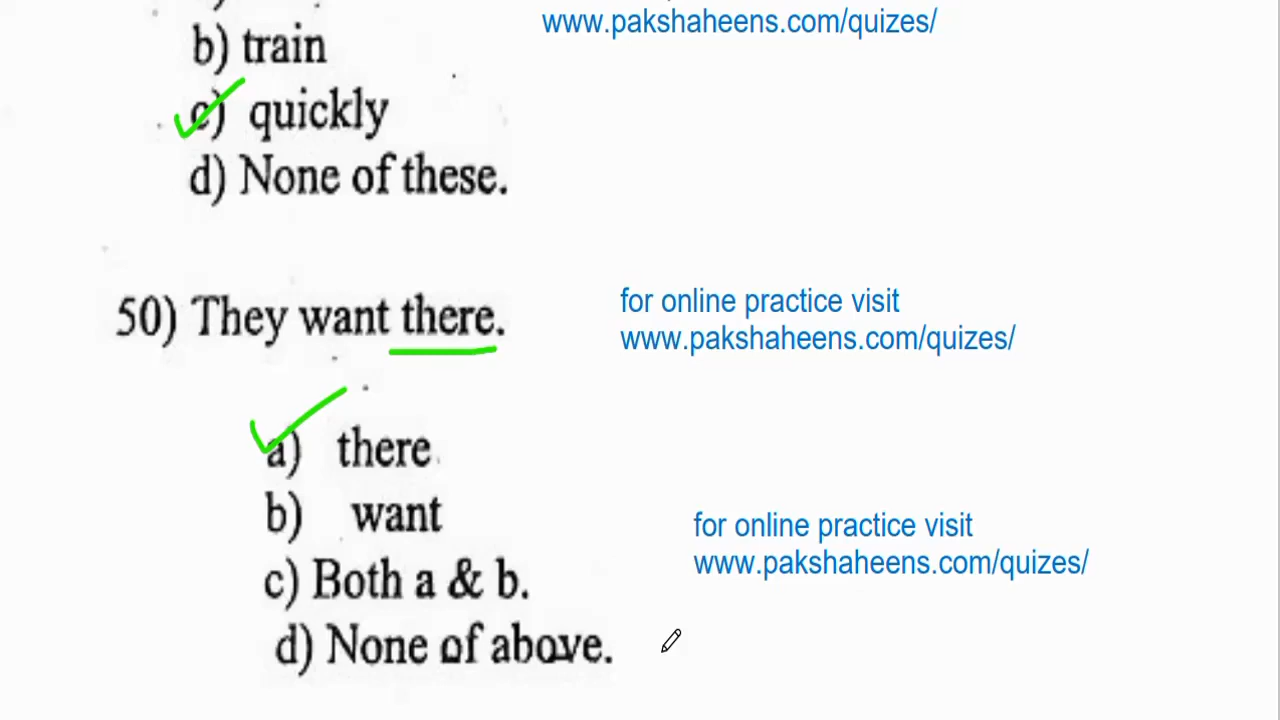 www.pakshaheens.com/quizes/
b) train
c) quickly
d) None of these.
50) They want there.
for online practice visit
www.pakshaheens.com/quizes/
a) there
b) want
for online practice visit
www.pakshaheens.com/quizes/
c) Both a & b.
d) None of above.